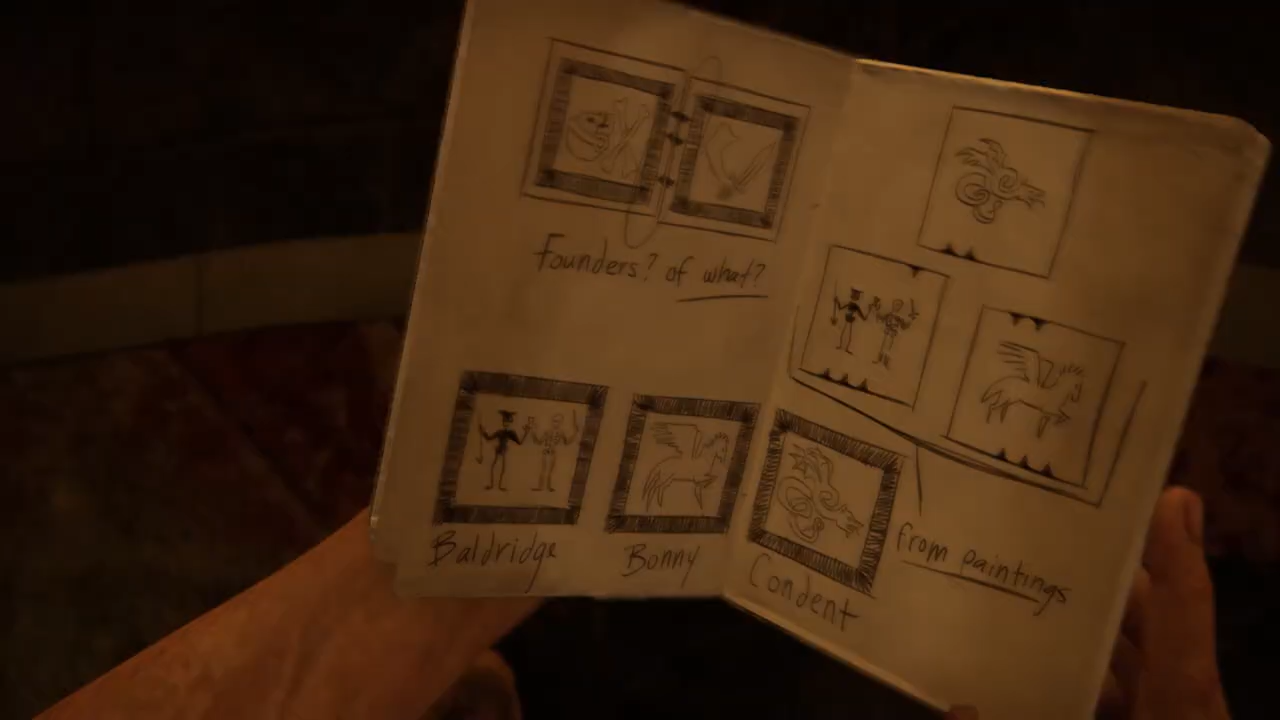 Founders? of what?
Baldridge
Bonny
Condent
from paintings